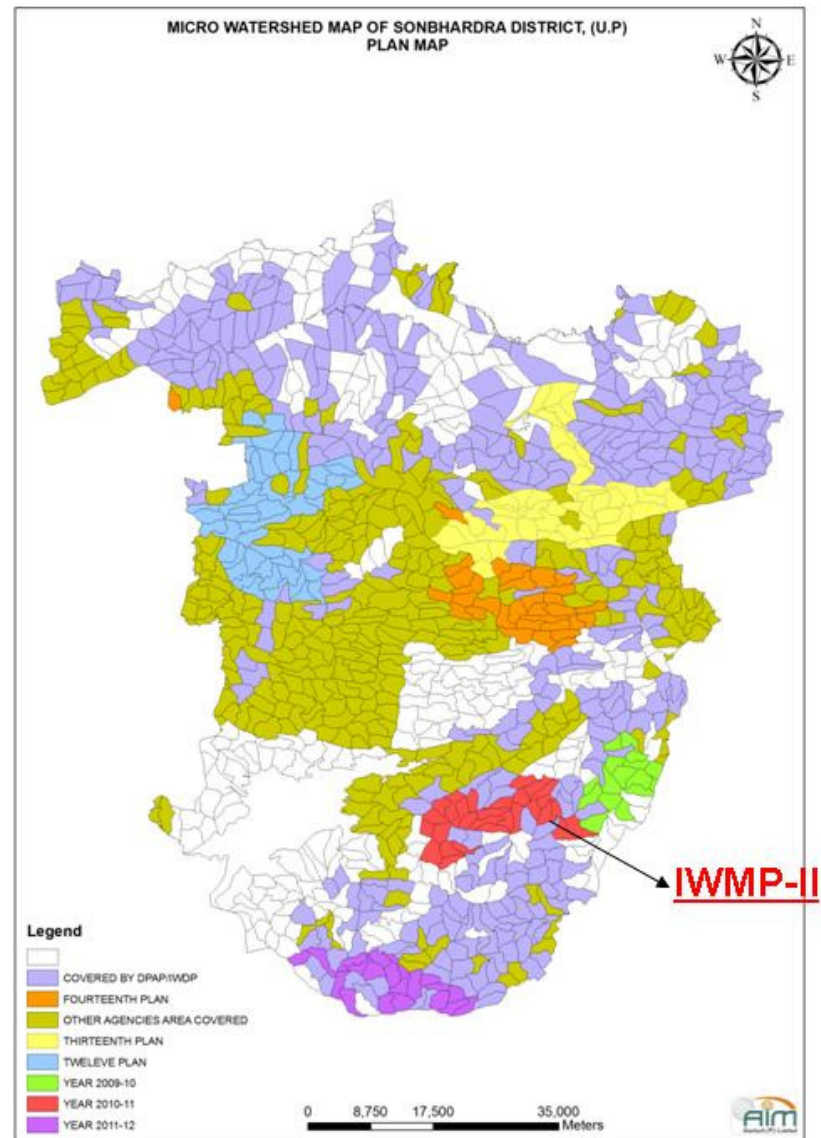 MICRO WATERSHED MAP OF SONBHARDRA DISTRICT, (U.P)
PLAN MAP
N
W E
S
IWMP-II
Legend
COVERED BY DPAP/IWDP
FOURTEENTH PLAN
OTHER AGENCIES AREA COVERED
THIRTEENTH PLAN
TWELEVE PLAN
YEAR 2009-10
YEAR 2010-11
YEAR 2011-12
0 8,750 17,500 35,000
Meters
AIM